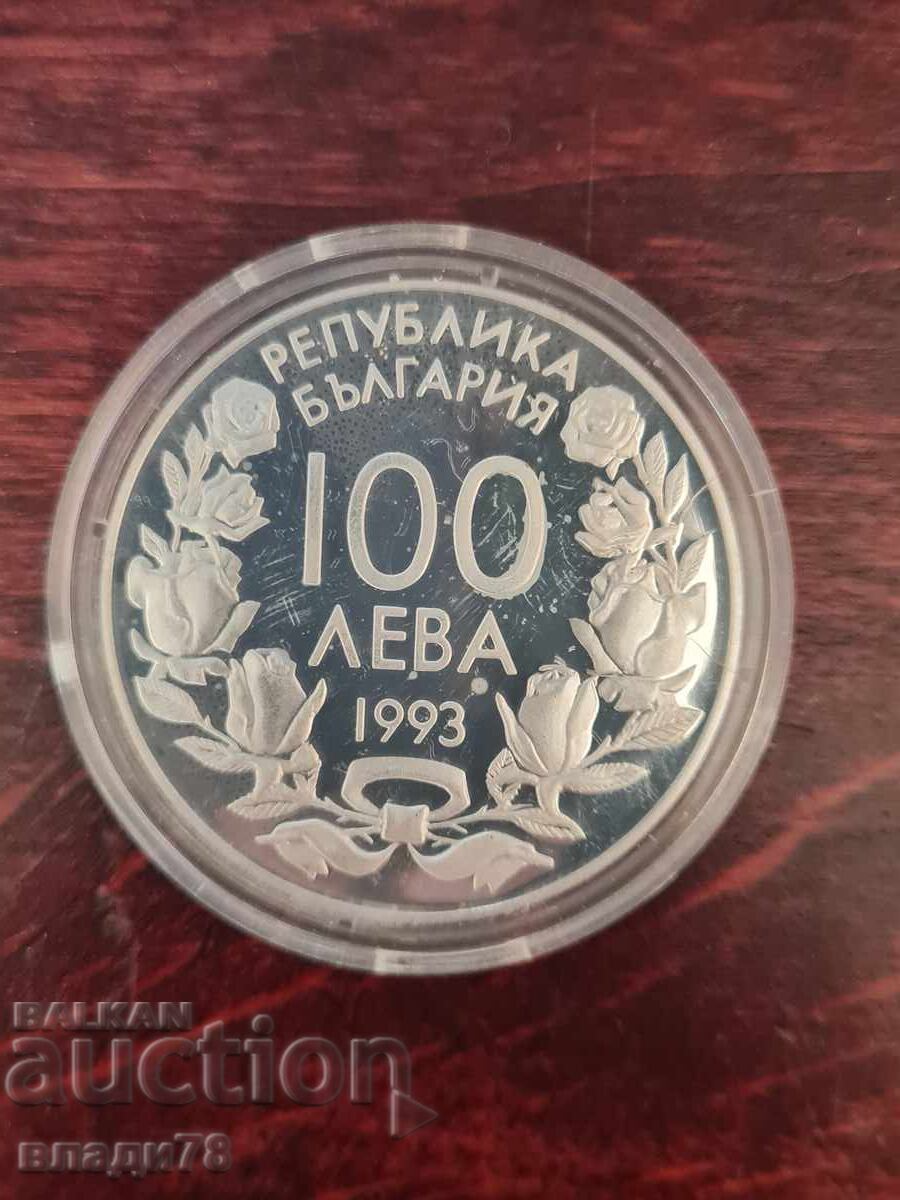 РЕПУБЛИКА
БЪЛГАРИЯ
100
ЛЕВА
1993
BALKAN
auction
влади78